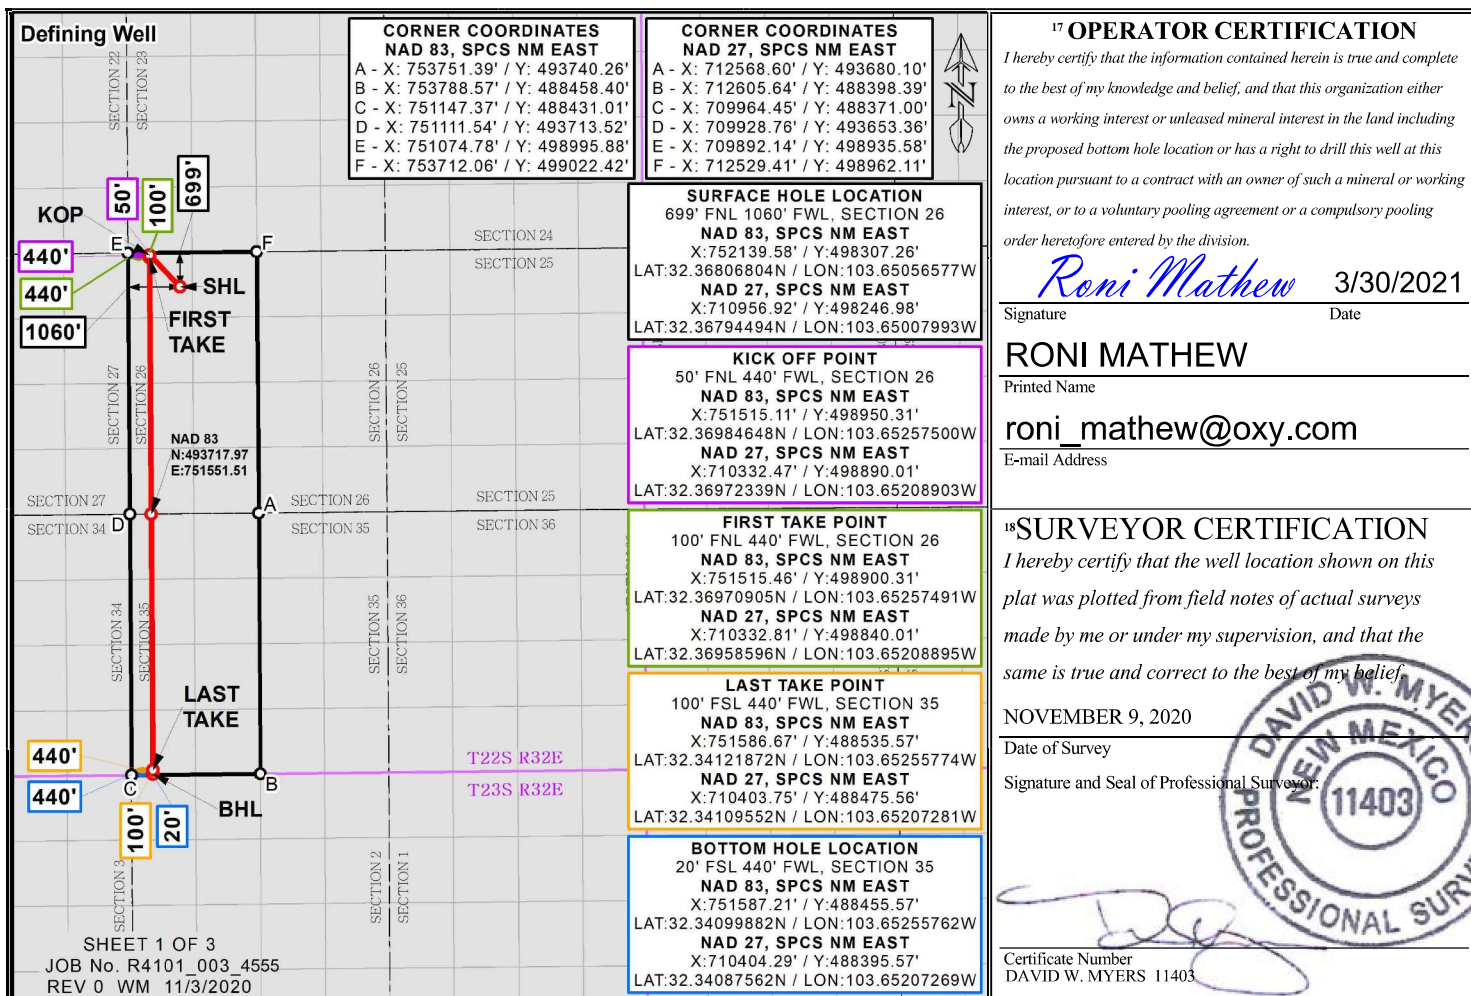 Defining Well
SECTION 22
SECTION 23
CORNER COORDINATES
NAD 83, SPCS NM EAST
A - X: 753751.39' / Y: 493740.26'
B - X: 753788.57' / Y: 488458.40'
C - X: 751147.37' / Y: 488431.01'
D - X: 751111.54' / Y: 493713.52'
E - X: 751074.78' / Y: 498995.88'
F - X: 753712.06' / Y: 499022.42'
CORNER COORDINATES
NAD 27, SPCS NM EAST
A - X: 712568.60' / Y: 493680.10'
B - X: 712605.64' / Y: 488398.39'
C - X: 709964.45' / Y: 488371.00'
D - X: 709928.76' / Y: 493653.36'
E - X: 709892.14' / Y: 498935.58'
F - X: 712529.41' / Y: 498962.11'
N
50'
100'
699'
KOP
E
F
440'
440'
1060'
SHL
FIRST
TAKE
SECTION 24
SECTION 25
SECTION 27
SECTION 26
SECTION 26
SECTION 25
NAD 83
N:493717.97
E:751551.51
SECTION 27
SECTION 34
D
A
SECTION 26
SECTION 35
SECTION 25
SECTION 36
SECTION 34
SECTION 35
SECTION 35
SECTION 36
LAST
TAKE
440'
440'
C
B
100'
20'
BHL
T22S R32E
T23S R32E
SECTION 3
SECTION 2
SECTION 1
SHEET 1 OF 3
JOB No. R4101_003_4555
REV 0 WM 11/3/2020
SURFACE HOLE LOCATION
699' FNL 1060' FWL, SECTION 26
NAD 83, SPCS NM EAST
X:752139.58' / Y:498307.26'
LAT:32.36806804N / LON:103.65056577W
NAD 27, SPCS NM EAST
X:710956.92' / Y:498246.98'
LAT:32.36794494N / LON:103.65007993W
KICK OFF POINT
50' FNL 440' FWL, SECTION 26
NAD 83, SPCS NM EAST
X:751515.11' / Y:498950.31'
LAT:32.36984648N / LON:103.65257500W
NAD 27, SPCS NM EAST
X:710332.47' / Y:498890.01'
LAT:32.36972339N / LON:103.65208903W
FIRST TAKE POINT
100' FNL 440' FWL, SECTION 26
NAD 83, SPCS NM EAST
X:751515.46' / Y:498900.31'
LAT:32.36970905N / LON:103.65257491W
NAD 27, SPCS NM EAST
X:710332.81' / Y:498840.01'
LAT:32.36958596N / LON:103.65208895W
LAST TAKE POINT
100' FSL 440' FWL, SECTION 35
NAD 83, SPCS NM EAST
X:751586.67' / Y:488535.57'
LAT:32.34121872N / LON:103.65255774W
NAD 27, SPCS NM EAST
X:710403.75' / Y:488475.56'
LAT:32.34109552N / LON:103.65207281W
BOTTOM HOLE LOCATION
20' FSL 440' FWL, SECTION 35
NAD 83, SPCS NM EAST
X:751587.21' / Y:488455.57'
LAT:32.34099882N / LON:103.65255762W
NAD 27, SPCS NM EAST
X:710404.29' / Y:488395.57'
LAT:32.34087562N / LON:103.65207269W
17 OPERATOR CERTIFICATION
I hereby certify that the information contained herein is true and complete
to the best of my knowledge and belief, and that this organization either
owns a working interest or unleased mineral interest in the land including
the proposed bottom hole location or has a right to drill this well at this
location pursuant to a contract with an owner of such a mineral or working
interest, or to a voluntary pooling agreement or a compulsory pooling
order heretofore entered by the division.
Roni Mathew 3/30/2021
Signature Date
RONI MATHEW
Printed Name
roni_mathew@oxy.com
E-mail Address
18 SURVEYOR CERTIFICATION
I hereby certify that the well location shown on this
plat was plotted from field notes of actual surveys
made by me or under my supervision, and that the
same is true and correct to the best of my belief.
NOVEMBER 9, 2020
Date of Survey
Signature and Seal of Professional Surveyor:
DAVID W. MYERS
NEW MEXICO
11403
PROFESSIONAL
Certificate Number
DAVID W. MYERS 11403